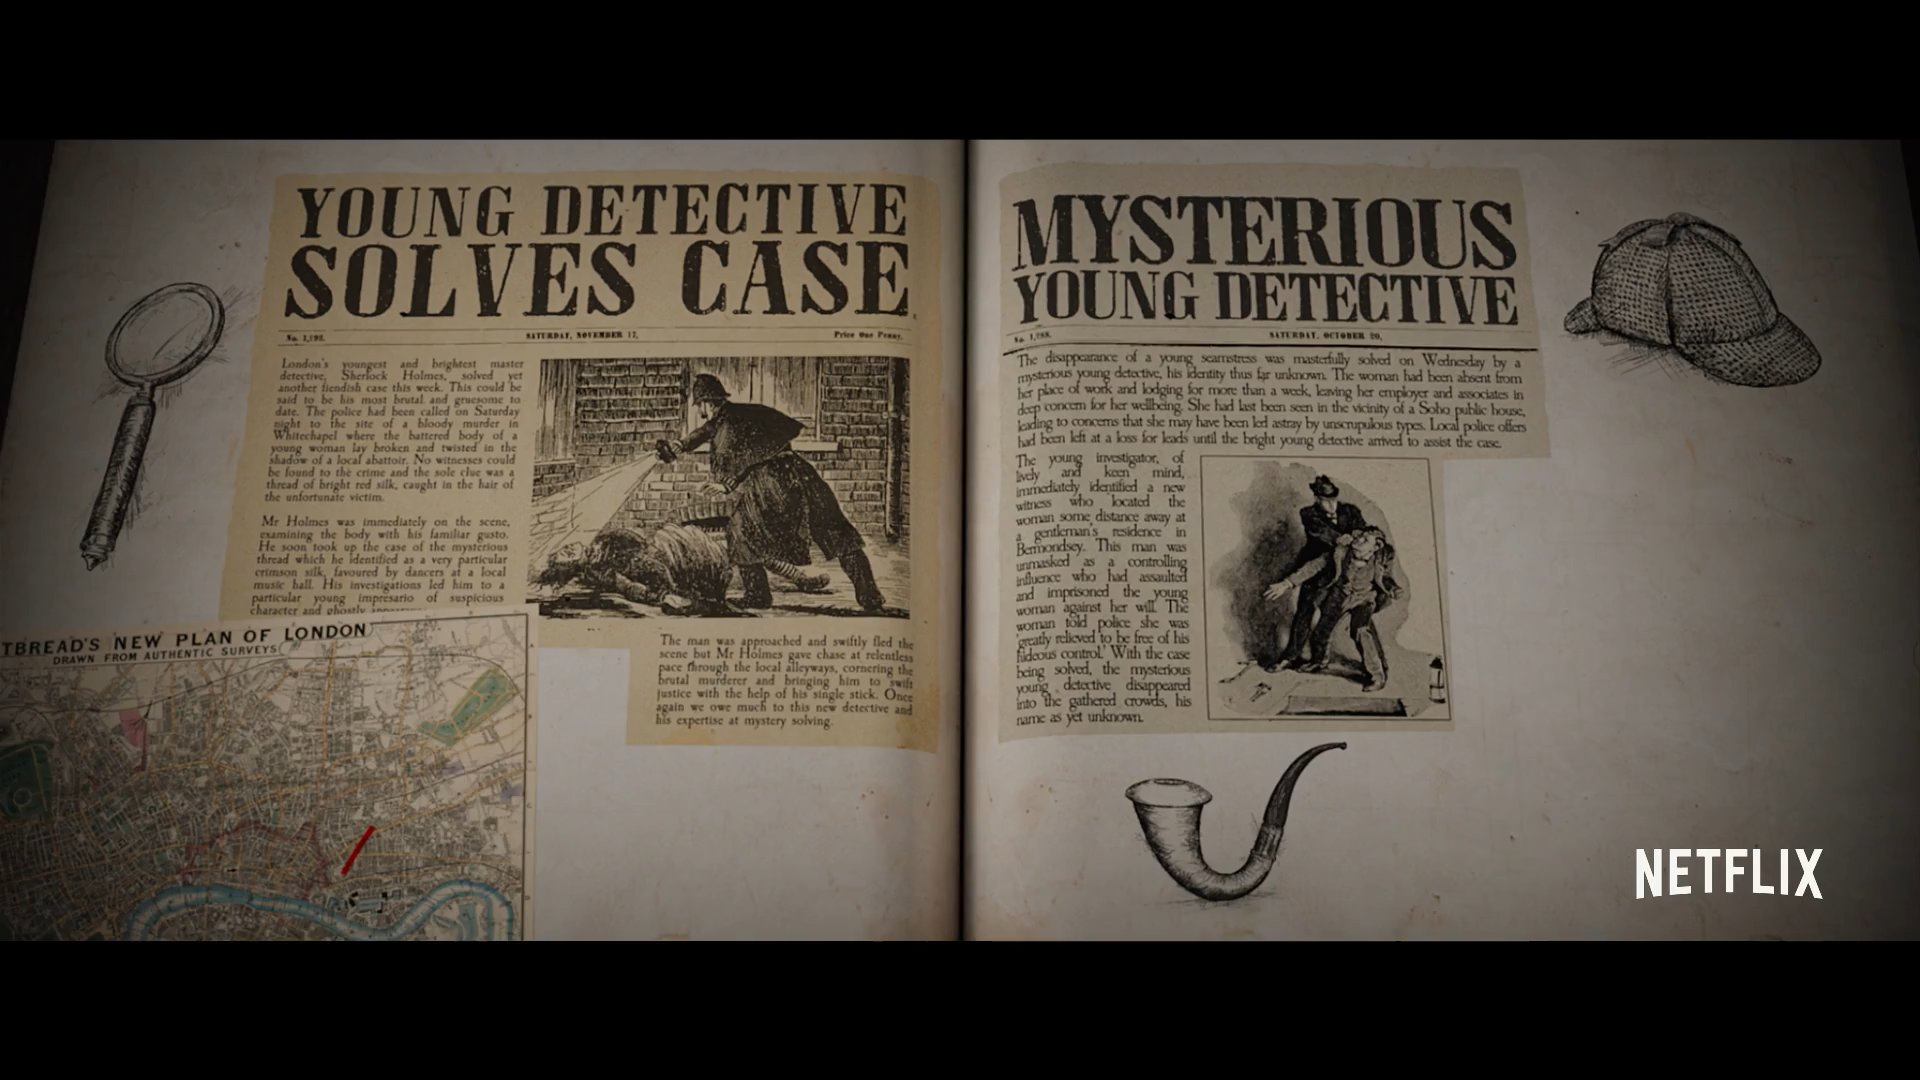 YOUNG DETECTIVE
SOLVES CASE
SATURDAY, NOVEMBER 17,
Price One Penny.
London's youngest and brightest master
detective, Sherlock Holmes, solved yet
another fiendish case this week. This could be
said to be his most brutal and gruesome to
date. The police had been called on Saturday
night to the site of a bloody murder in
Whitechapel where the battered body of a
young woman lay broken and twisted in the
shadow of a local abattoir. No witnesses could
be found to the crime and the sole clue was a
thread of bright red silk, caught in the hair of
the unfortunate victim.
Mr Holmes was immediately on the scene,
examining the body with his familiar gusto.
He soon took up the case of the mysterious
thread which he identified as a very particular
crimson silk, favoured by dancers at a local
music hall. His investigations led him to a
particular young impresario of suspicious
character and ghostly
The man was approached and swiftly fled the
scene but Mr Holmes gave chase at relentless
pace through the local alleyways, cornering the
brutal murderer and bringing him to swift
justice with the help of his single stick. Once
again we owe much to this new detective and
his expertise at mystery solving.
TBREAD'S NEW PLAN OF LONDON
DRAWN FROM AUTHENTIC SURVEYS
MYSTERIOUS
YOUNG DETECTIVE
SATURDAY, OCTOBER 20,
The disappearance of a young seamstress was masterfully solved on Wednesday by a
mysterious young detective, his identity thus far unknown. The woman had been absent from
her place of work and lodging for more than a week, leaving her employer and associates in
deep concern for her wellbeing. She had last been seen in the vicinity of a Soho public house,
leading to concerns that she may have been led astray by unscrupulous types. Local police offers
had been left at a loss for leads until the bright young detective arrived to assist the case.
The young investigator, of
lively and keen mind,
immediately identified a new
witness who located the
woman some distance away at
a gentleman's residence in
Bermondsey. This man was
unmasked as a controlling
influence who had assaulted
and imprisoned the young
woman against her will. The
woman told police she was
'greatly relieved to be free of his
hideous control.' With the case
being solved, the mysterious
young detective disappeared
into the gathered crowds, his
name as yet unknown.
NETFLIX